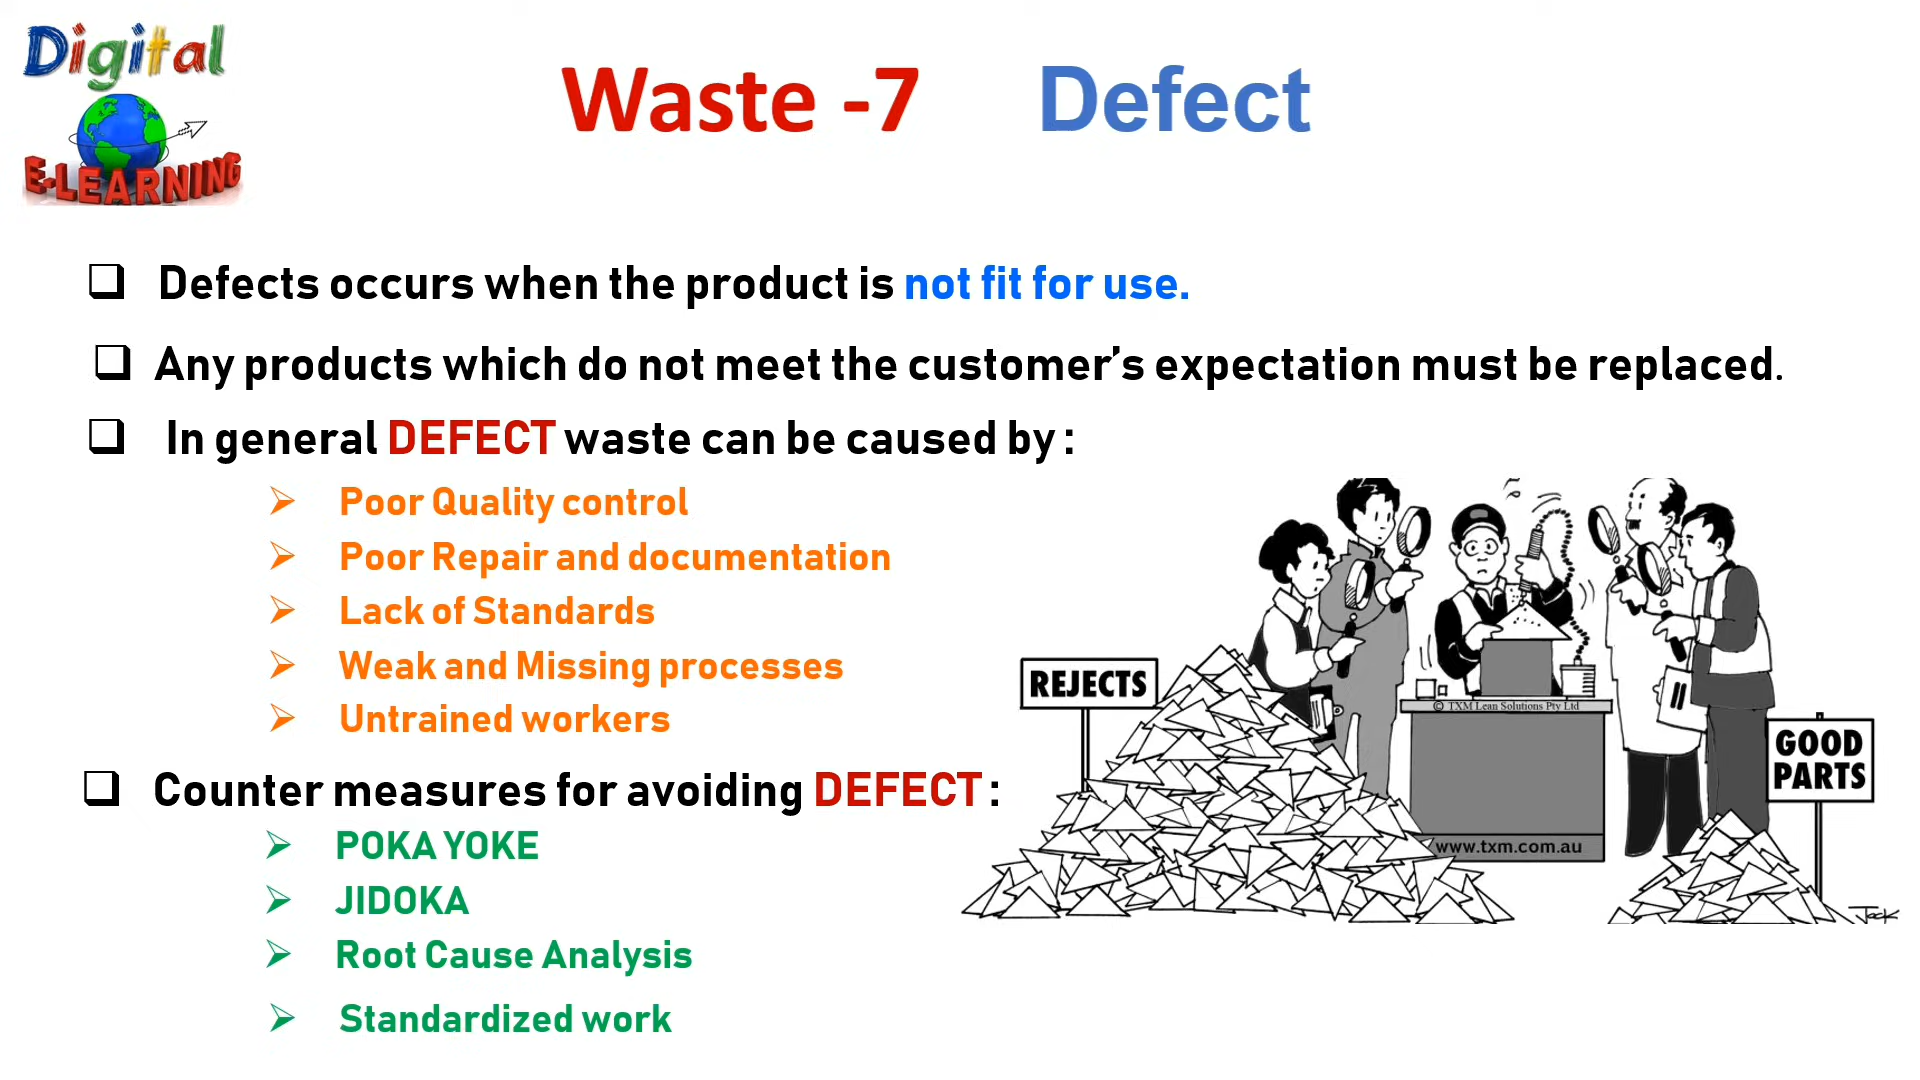 Digital
E-LEARNING
Waste -7 Defect
Defects occurs when the product is not fit for use.
Any products which do not meet the customer’s expectation must be replaced.
In general DEFECT waste can be caused by :
Poor Quality control
Poor Repair and documentation
Lack of Standards
Weak and Missing processes
Untrained workers
Counter measures for avoiding DEFECT :
POKA YOKE
JIDOKA
Root Cause Analysis
Standardized work
REJECTS
© TXM Lean Solutions Pty Ltd
GOOD
PARTS
www.txm.com.au
Jock